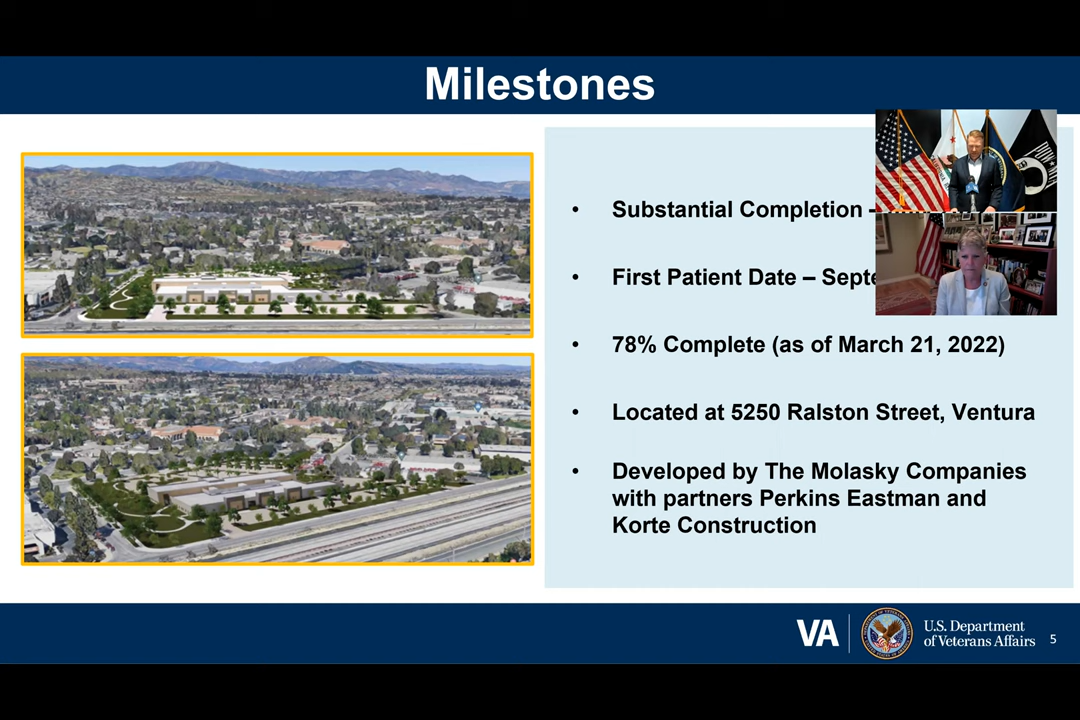 Milestones
• Substantial Completion -
• First Patient Date –
• 78% Complete (as of March 21, 2022)
• Located at 5250 Ralston Street, Ventura
• Developed by The Molasky Companies
with partners Perkins Eastman and
Korte Construction
VA
U.S. Department
of Veterans Affairs
5